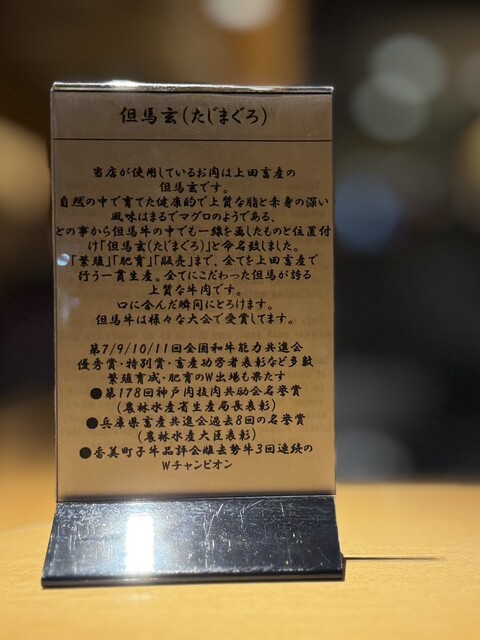 但馬玄(たじまぐろ)
当店が使用しているお肉は上田畜産の
但馬玄です。
自然の中で育てた健康的で上質な脂と赤身の深い
風味はまるでマグロのようである、
との事から但馬牛の中でも一線を画したものと位置付
け「但馬玄(たじまぐろ)」と命名致しました。
「繁殖」「肥育」「販売」まで、全てを上田畜産で
行う一貫生産。全てにこだわった但馬が誇る
上質な牛肉です。
口に含んだ瞬間にとろけます。
但馬牛は様々な大会で受賞してます。
第7/9/10/11回全国和牛能力共進会
優秀賞・特別賞・畜産功労者表彰など多数
繁殖育成・肥育のW出場も果たす
●第178回神戸肉枝肉共励会名誉賞
(農林水産省生産局長表彰)
●兵庫県畜産共進会過去8回の名誉賞
(農林水産大臣表彰)
●香美町子牛品評会雌去勢牛3回連続の
Wチャンピオン